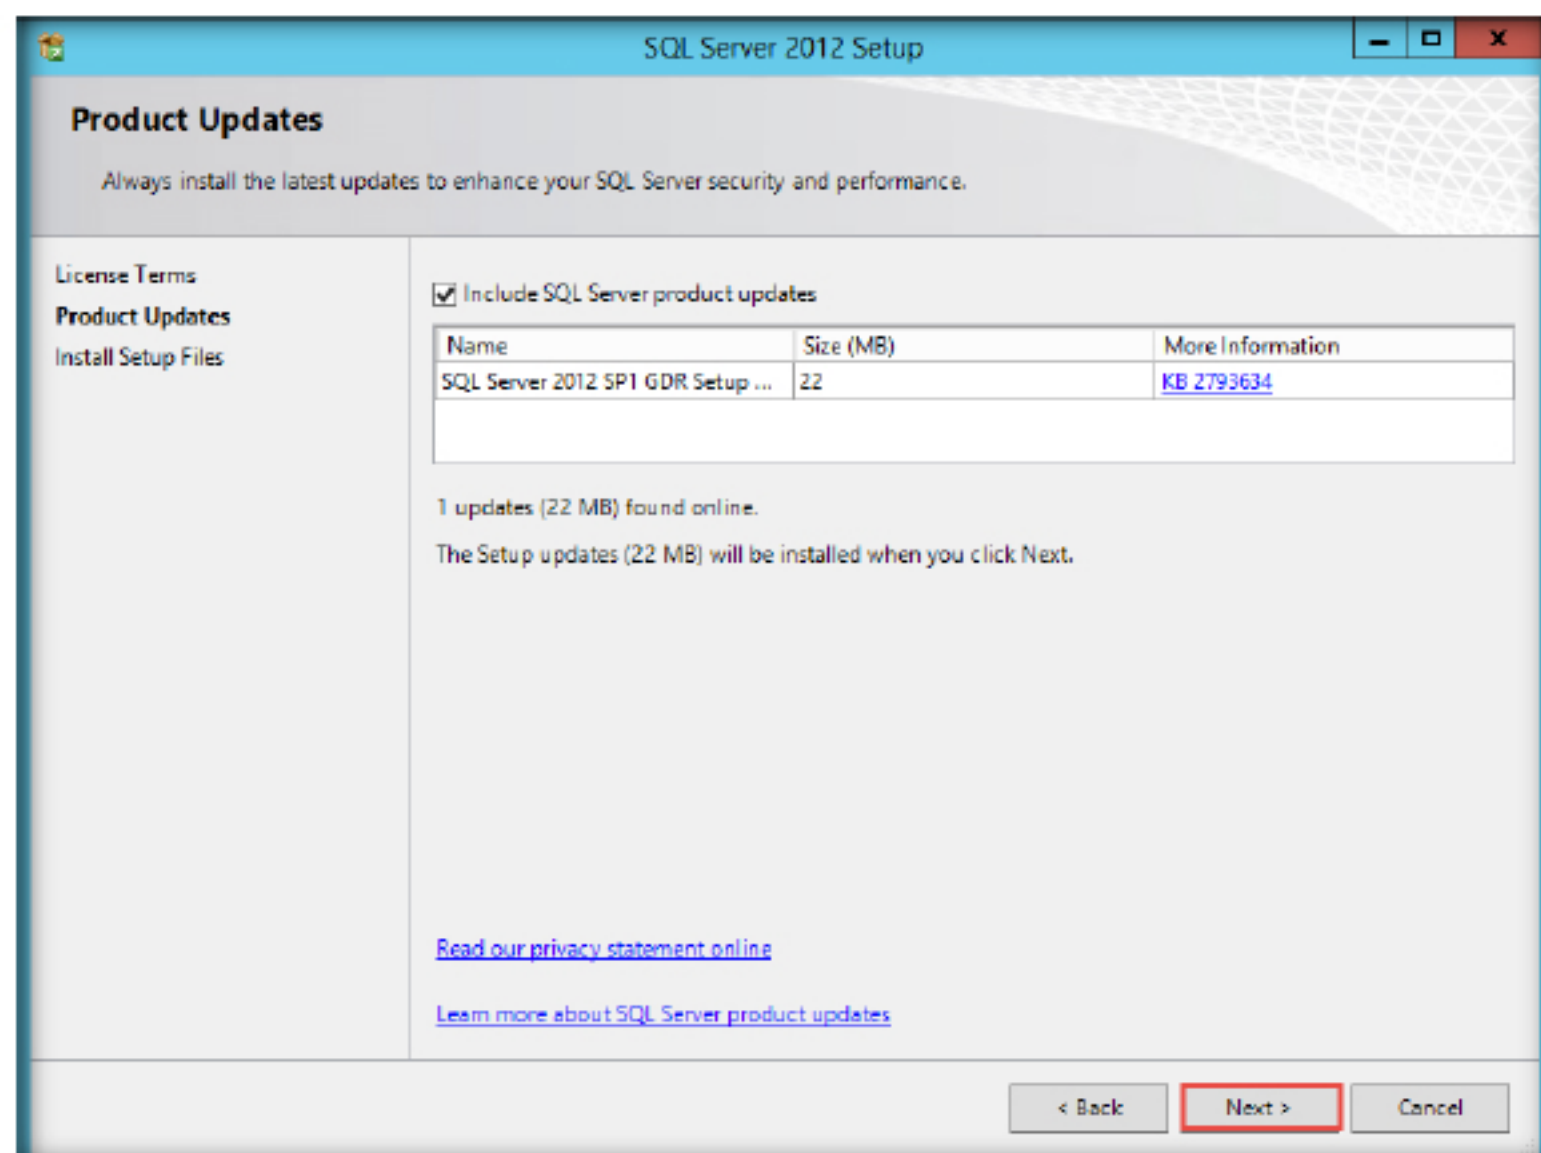 SQL Server 2012 Setup
Product Updates
Always install the latest updates to enhance your SQL Server security and performance.
License Terms
Product Updates
Install Setup Files
Include SQL Server product updates
Name Size (MB) More Information
SQL Server 2012 SP1 GDR Setup ... 22 KB 2793634
1 updates (22 MB) found online.
The Setup updates (22 MB) will be installed when you click Next.
Read our privacy statement online
Learn more about SQL Server product updates
< Back Next > Cancel